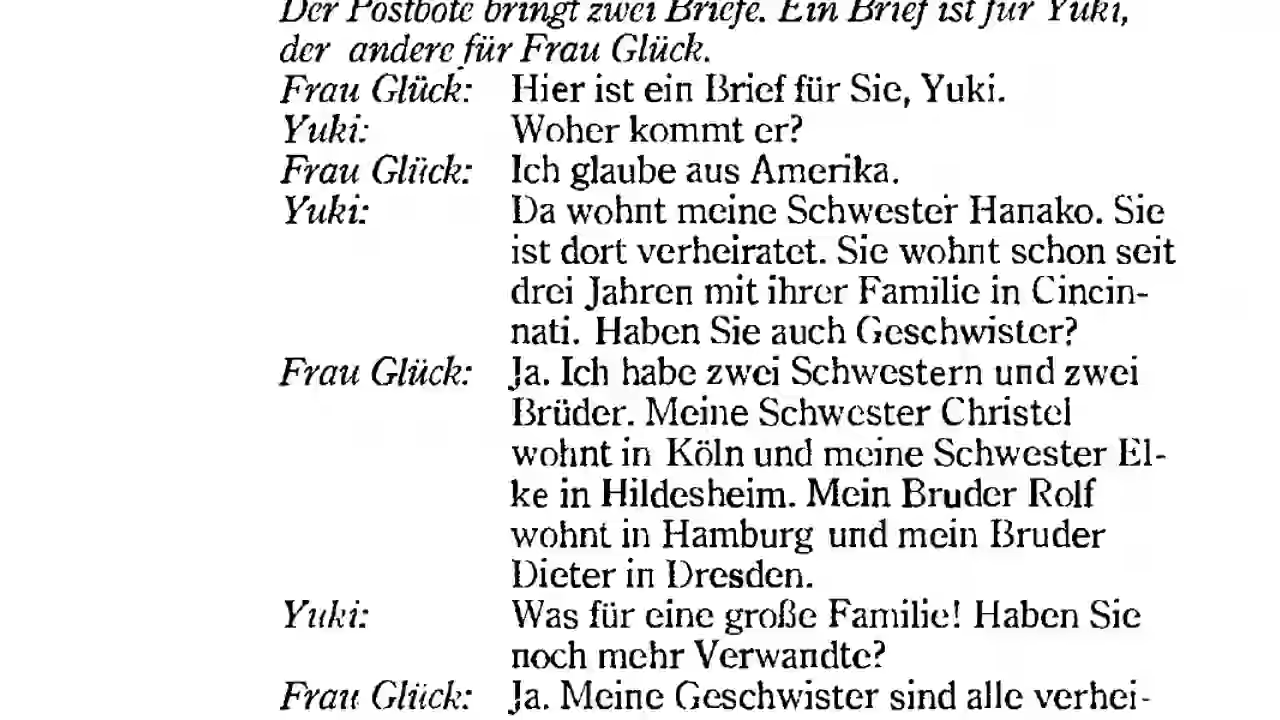 Der Postbote bringt zwei Briefe. Ein Brief ist für Yuki,
der andere für Frau Glück.
Frau Glück: Hier ist ein Brief für Sie, Yuki.
Yuki: Woher kommt er?
Frau Glück: Ich glaube aus Amerika.
Yuki: Da wohnt meine Schwester Hanako. Sie
ist dort verheiratet. Sie wohnt schon seit
drei Jahren mit ihrer Familie in Cincin-
nati. Haben Sie auch Geschwister?
Frau Glück: Ja. Ich habe zwei Schwestern und zwei
Brüder. Meine Schwester Christel
wohnt in Köln und meine Schwester El-
ke in Hildesheim. Mein Bruder Rolf
wohnt in Hamburg und mein Bruder
Dieter in Dresden.
Yuki: Was für eine große Familie! Haben Sie
noch mehr Verwandte?
Frau Glück: Ja. Meine Geschwister sind alle verhei-